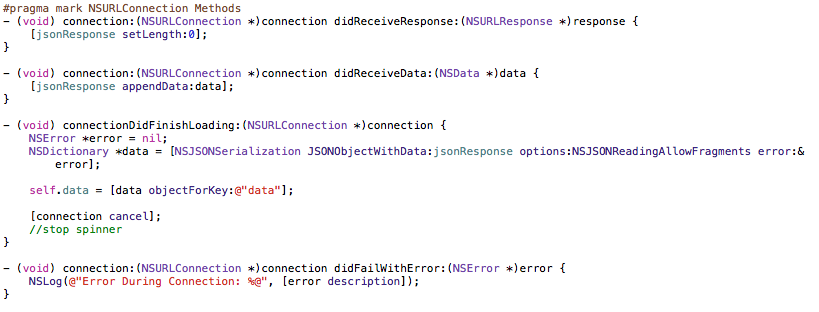 #pragma mark NSURLConnection Methods
- (void) connection:(NSURLConnection *)connection didReceiveResponse:(NSURLResponse *)response {
    [jsonResponse setLength:0];
}

- (void) connection:(NSURLConnection *)connection didReceiveData:(NSData *)data {
    [jsonResponse appendData:data];
}

- (void) connectionDidFinishLoading:(NSURLConnection *)connection {
    NSError *error = nil;
    NSDictionary *data = [NSJSONSerialization JSONObjectWithData:jsonResponse options:NSJSONReadingAllowFragments error:&
        error];

    self.data = [data objectForKey:@"data"];

    [connection cancel];
    //stop spinner
}

- (void) connection:(NSURLConnection *)connection didFailWithError:(NSError *)error {
    NSLog(@"Error During Connection: %@", [error description]);
}